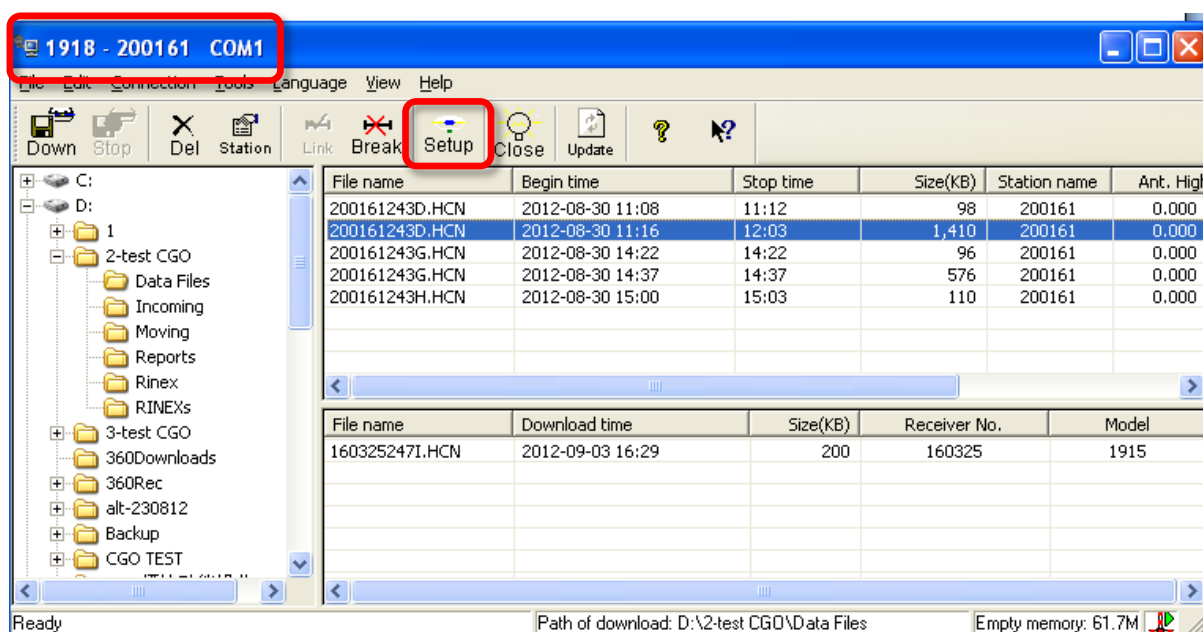 1918 - 200161 COM1
File Edit Connection Tools Language View Help
Down Stop Del Station Link Break Setup Close Update
C:
D:
1
2-test CGO
Data Files
Incoming
Moving
Reports
Rinex
RINEXs
3-test CGO
360Downloads
360Rec
alt-230812
Backup
CGO TEST
File name Begin time Stop time Size(KB) Station name Ant. High
200161243D.HCN 2012-08-30 11:08 11:12 98 200161 0.000
200161243D.HCN 2012-08-30 11:16 12:03 1,410 200161 0.000
200161243G.HCN 2012-08-30 14:22 14:22 96 200161 0.000
200161243G.HCN 2012-08-30 14:37 14:37 576 200161 0.000
200161243H.HCN 2012-08-30 15:00 15:03 110 200161 0.000
File name Download time Size(KB) Receiver No. Model
160325247I.HCN 2012-09-03 16:29 200 160325 1915
Ready Path of download: D:\2-test CGO\Data Files Empty memory: 61.7M